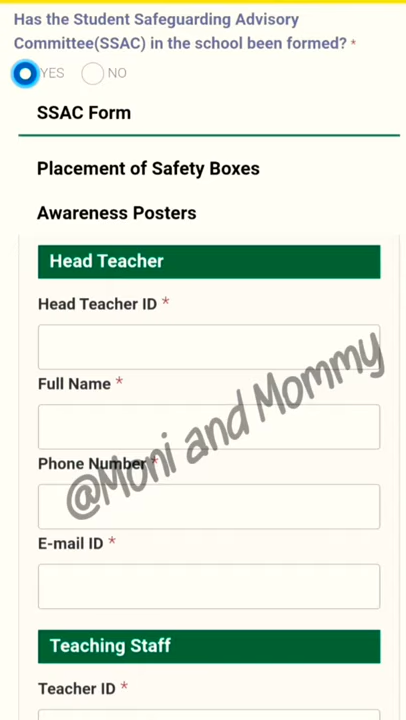 Has the Student Safeguarding Advisory
Committee(SSAC) in the school been formed? *
YES NO
SSAC Form
Placement of Safety Boxes
Awareness Posters
Head Teacher
Head Teacher ID *
Full Name *
Phone Number *
E-mail ID *
@Moni and Mommy
Teaching Staff
Teacher ID *